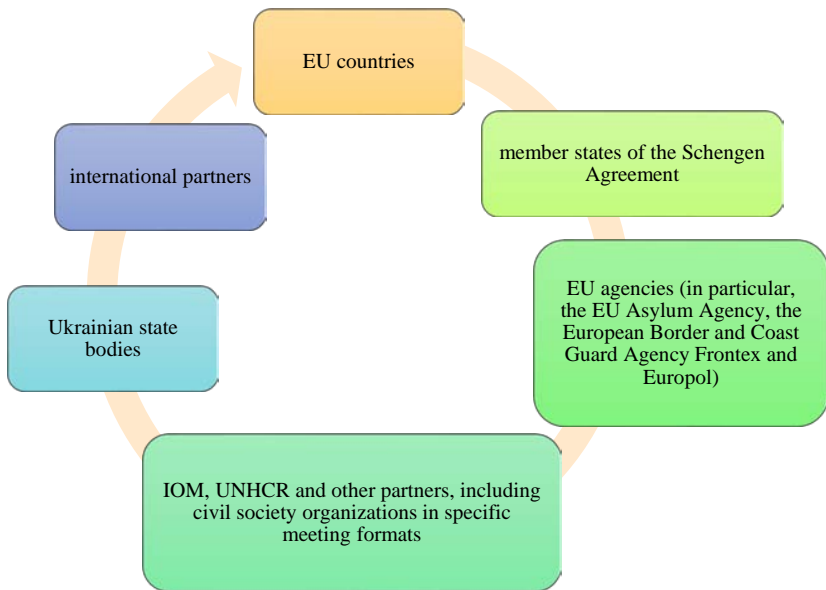 EU countries
member states of the Schengen
Agreement
EU agencies (in particular,
the EU Asylum Agency, the
European Border and Coast
Guard Agency Frontex and
Europol)
IOM, UNHCR and other partners, including
civil society organizations in specific
meeting formats
Ukrainian state
bodies
international partners